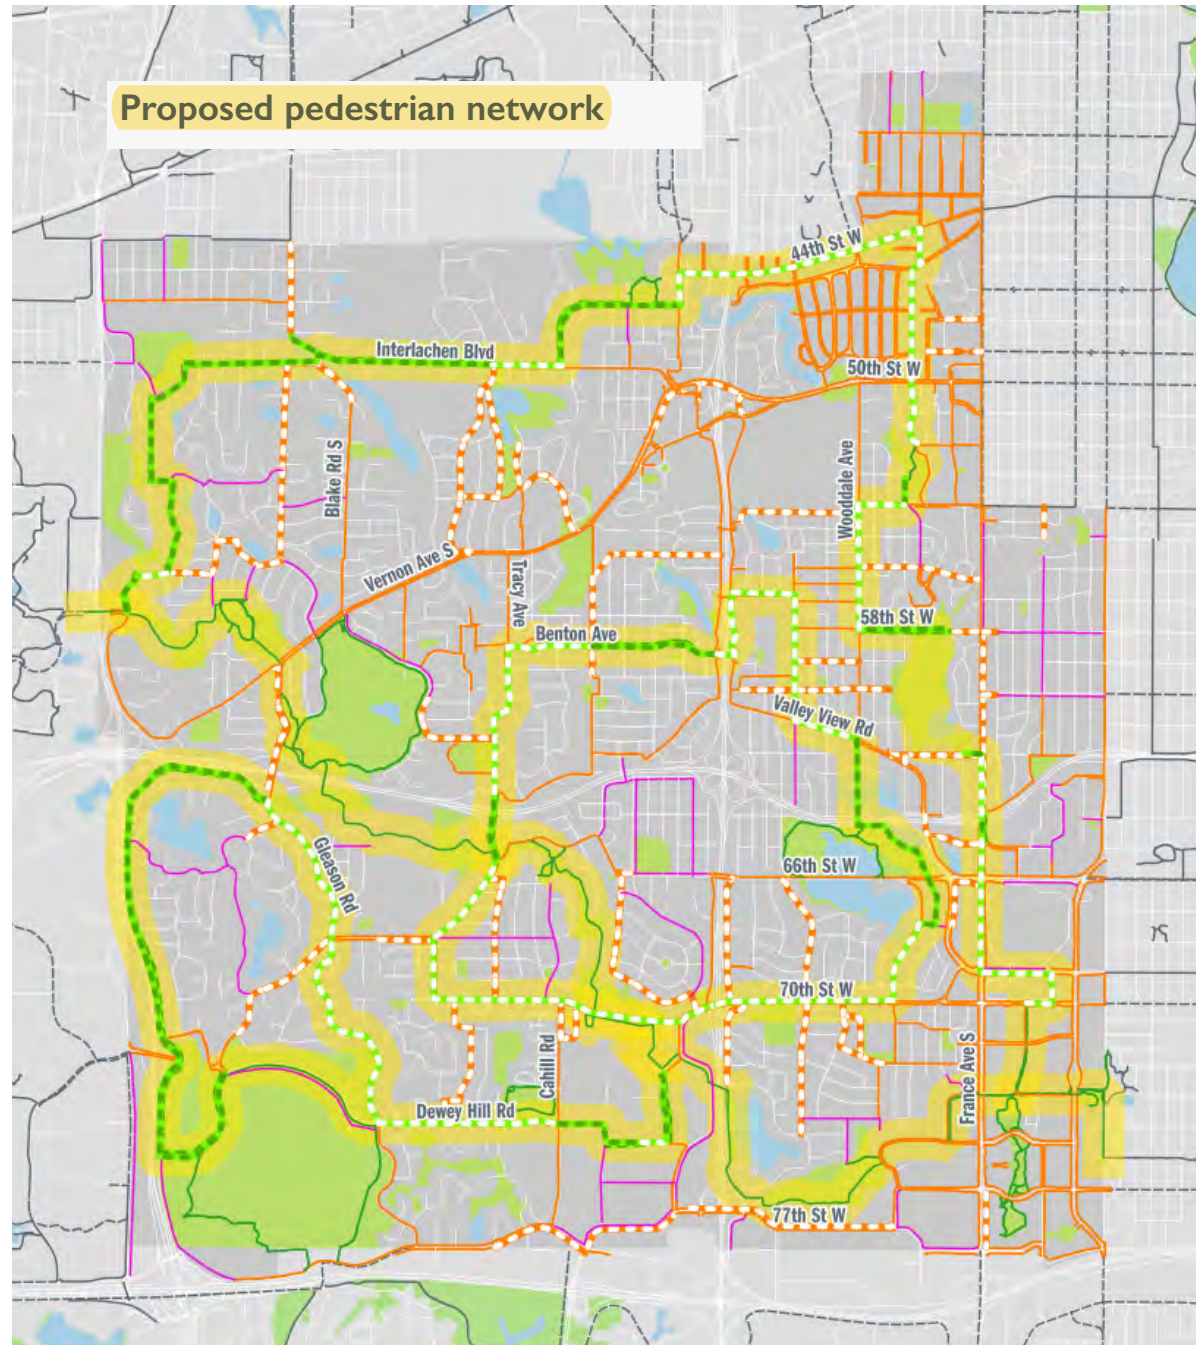 Proposed pedestrian network
44th St W
Interlachen Blvd
50th St W
Blake Rd S
Wooddale Ave
Vernon Ave S
Tracy Ave
58th St W
Benton Ave
Valley View Rd
Gleason Rd
66th St W
70th St W
Cahill Rd
France Ave S
Dewey Hill Rd
77th St W